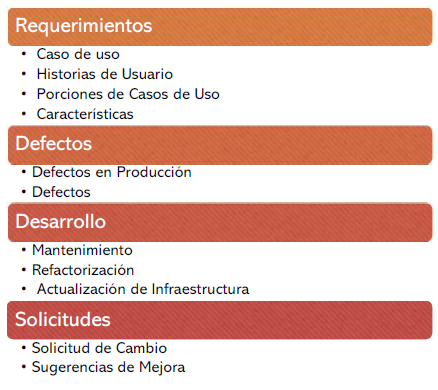 Requerimientos
• Caso de uso
• Historias de Usuario
• Porciones de Casos de Uso
• Características
Defectos
• Defectos en Producción
• Defectos
Desarrollo
• Mantenimiento
• Refactorización
• Actualización de Infraestructura
Solicitudes
• Solicitud de Cambio
• Sugerencias de Mejora